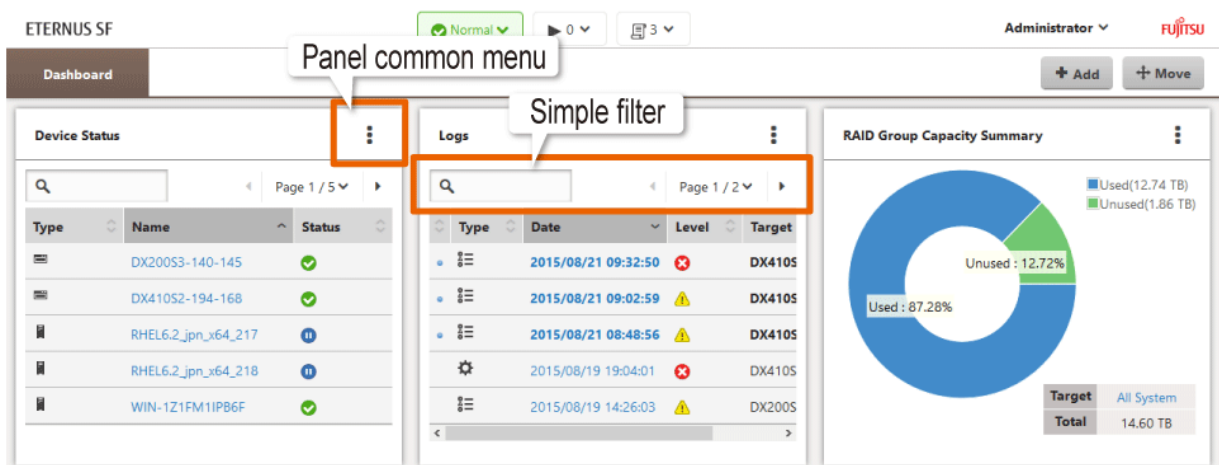 ETERNUS SF
Normal
0
3
Administrator
FUJITSU
Panel common menu
Dashboard
Add
Move
Simple filter
Device Status
Page 1 / 5
Type Name Status
DX200S3-140-145
DX410S2-194-168
RHEL6.2_jpn_x64_217
RHEL6.2_jpn_x64_218
WIN-1Z1FM1IPB6F
Logs
Page 1 / 2
Type Date Level Target
2015/08/21 09:32:50 DX410S
2015/08/21 09:02:59 DX410S
2015/08/21 08:48:56 DX410S
2015/08/19 19:04:01 DX410S
2015/08/19 14:26:03 DX200S
RAID Group Capacity Summary
Used(12.74 TB)
Unused(1.86 TB)
Unused : 12.72%
Used : 87.28%
Target All System
Total 14.60 TB